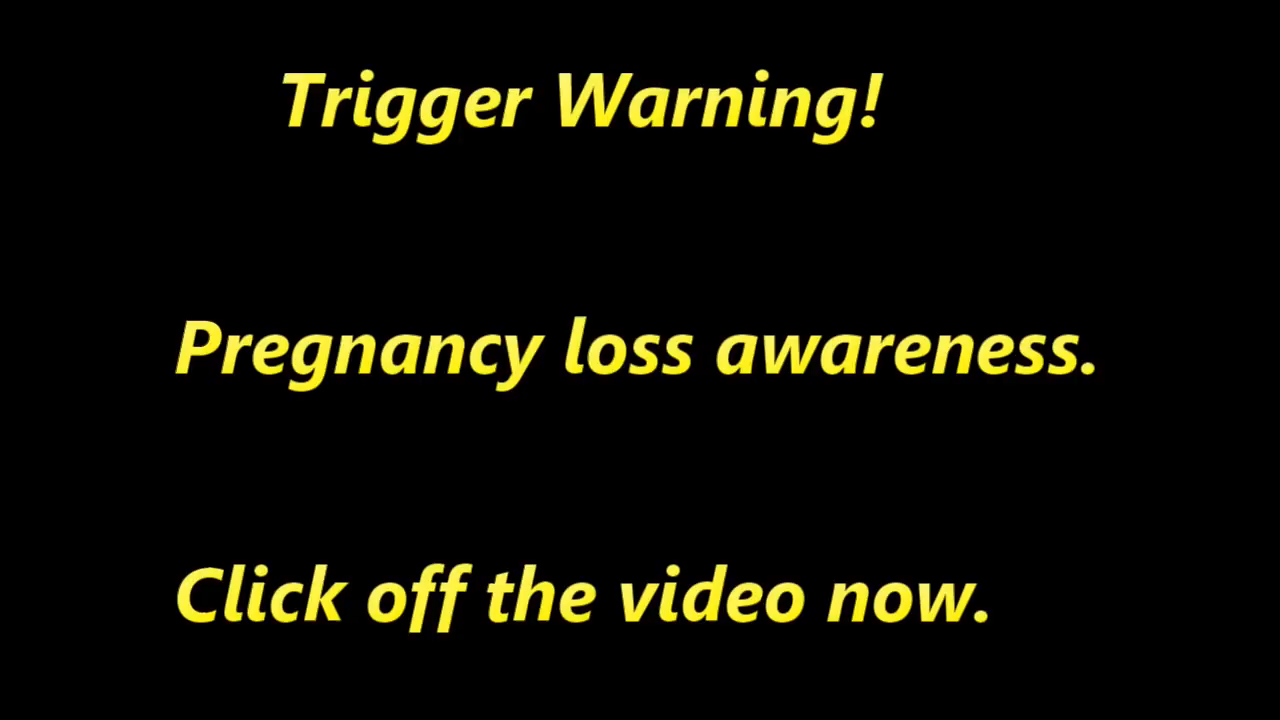 Trigger Warning!
Pregnancy loss awareness.
Click off the video now.